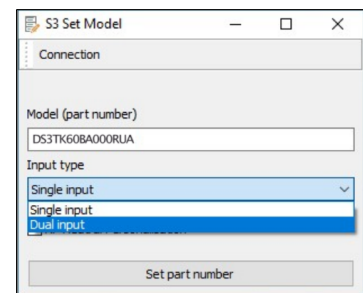 S3 Set Model
Connection
Model (part number)
DS3TK60BA000RUA
Input type
Single input
Single input
Dual input
Set part number